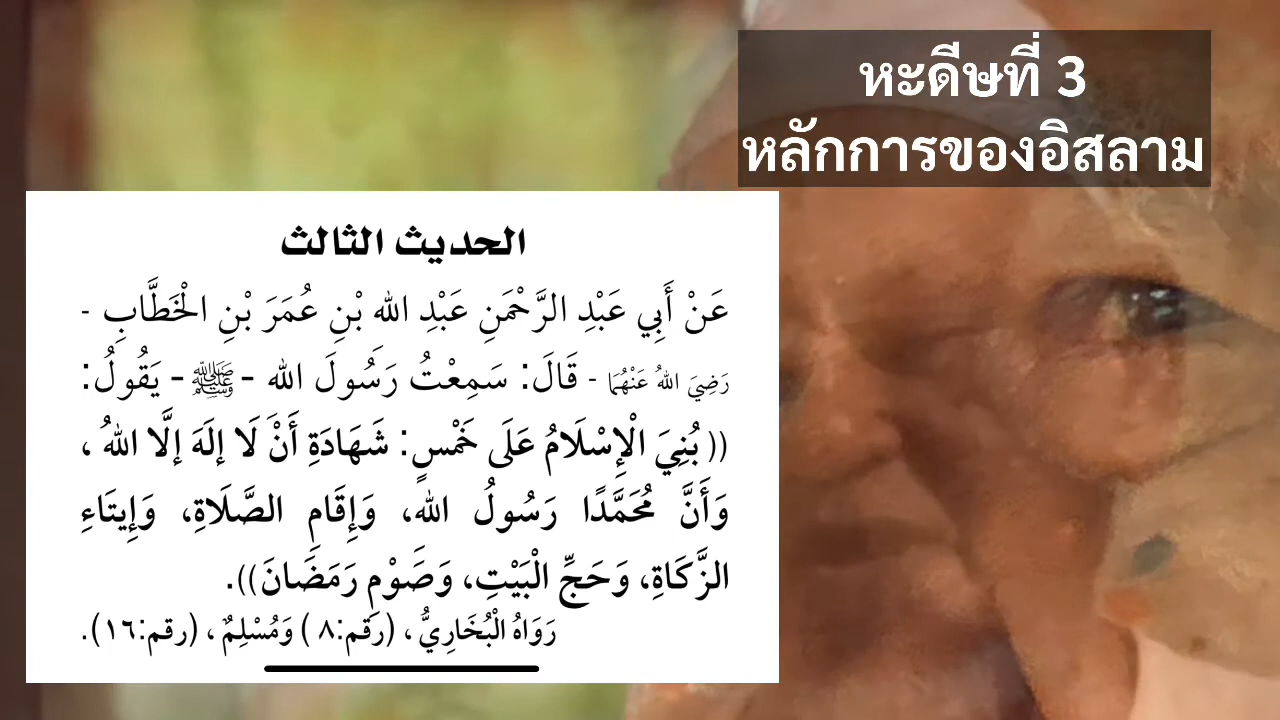 หะดีษที่ 3
หลักการของอิสลาม
الحديث الثالث
عَنْ أَبِي عَبْدِ الرَّحْمَنِ عَبْدِ الله بْنِ عُمَرَ بْنِ الْخَطَّابِ -
رَضِيَ اللهُ عَنْهُمَا - قَالَ: سَمِعْتُ رَسُولَ الله - ﷺ - يَقُولُ:
(( بُنِيَ الْإِسْلَامُ عَلَى خَمْسٍ: شَهَادَةِ أَنْ لَا إِلَهَ إِلَّا اللهُ ،
وَأَنَّ مُحَمَّدًا رَسُولُ الله، وَإِقَامِ الصَّلَاةِ، وَإِيتَاءِ
الزَّكَاةِ، وَحَجِّ الْبَيْتِ، وَصَوْمِ رَمَضَانَ)).
رَوَاهُ الْبُخَارِيُّ ، (رقم:٨ ) وَمُسْلِمٌ ، (رقم:١٦).